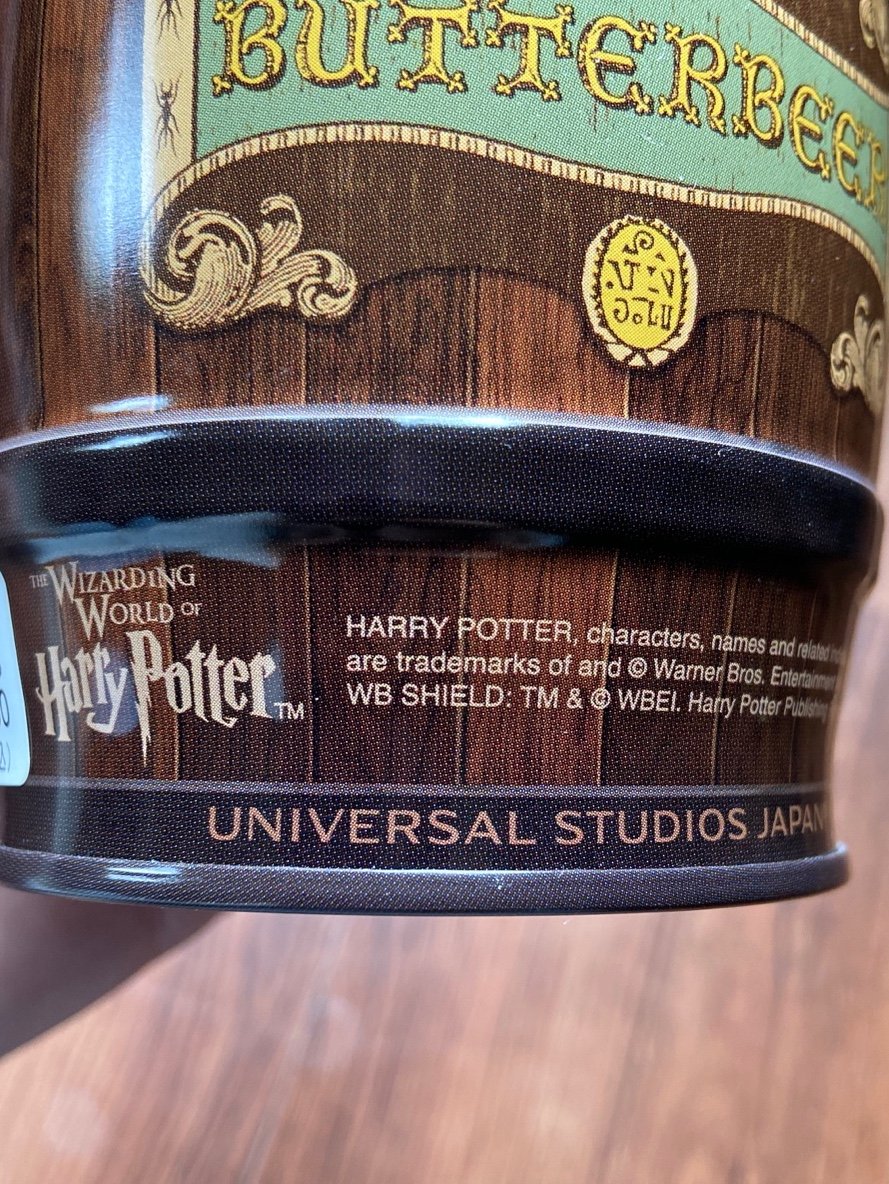 BUTTERBEER
THE WIZARDING
WORLD OF
Harry Potter TM
HARRY POTTER, characters, names and related
are trademarks of and © Warner Bros. Entertainment
WB SHIELD: TM & © WBEI. Harry Potter Publishing
UNIVERSAL STUDIOS JAPAN